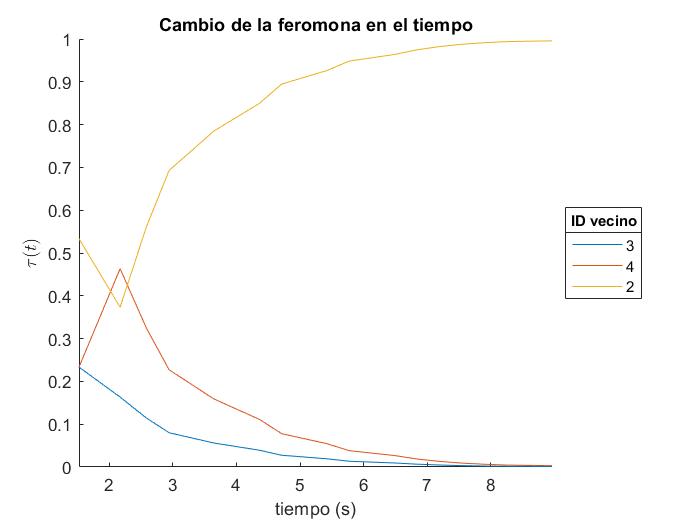 Cambio de la feromona en el tiempo
1
0.9
0.8
0.7
0.6
0.5
0.4
0.3
0.2
0.1
0
τ(t)
2 3 4 5 6 7 8
tiempo (s)
ID vecino
3
4
2